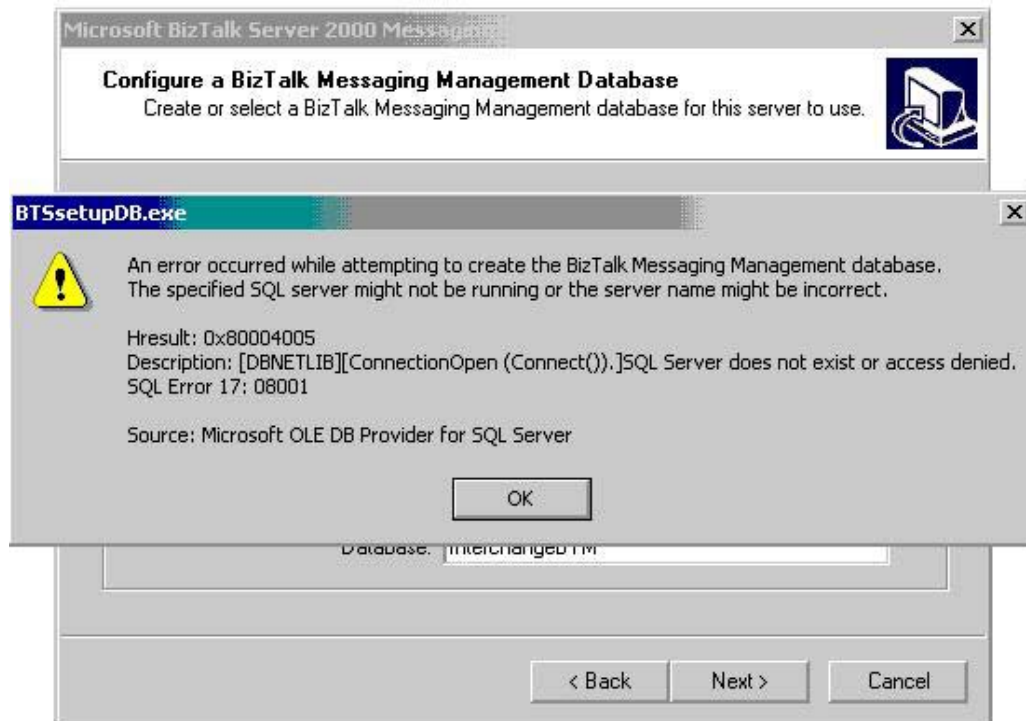 Microsoft BizTalk Server 2000 Messagin
Configure a BizTalk Messaging Management Database
Create or select a BizTalk Messaging Management database for this server to use.
BTSsetupDB.exe
An error occurred while attempting to create the BizTalk Messaging Management database.
The specified SQL server might not be running or the server name might be incorrect.
Hresult: 0x80004005
Description: [DBNETLIB][ConnectionOpen (Connect()).]SQL Server does not exist or access denied.
SQL Error 17: 08001
Source: Microsoft OLE DB Provider for SQL Server
OK
Database: InterchangeBTM
< Back Next > Cancel